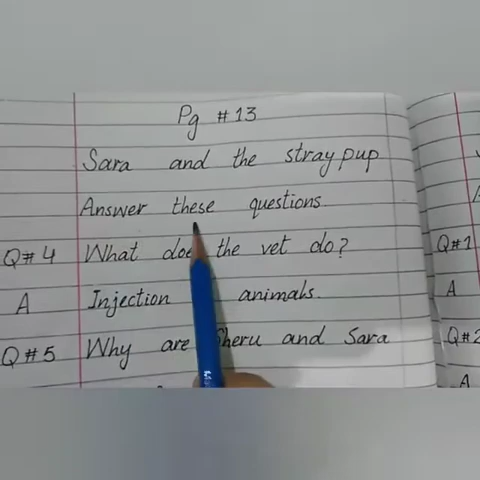 Pg #13
Sara and the stray pup
Answer these questions
Q#4 What does the vet do?
A Injection animals.
Q#5 Why are Sheru and Sara
Q#1
A
Q#2
A